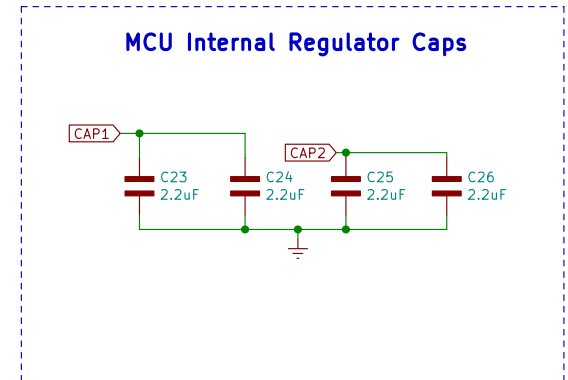 MCU Internal Regulator Caps
CAP1
CAP2
C23
2.2uF
C24
2.2uF
C25
2.2uF
C26
2.2uF